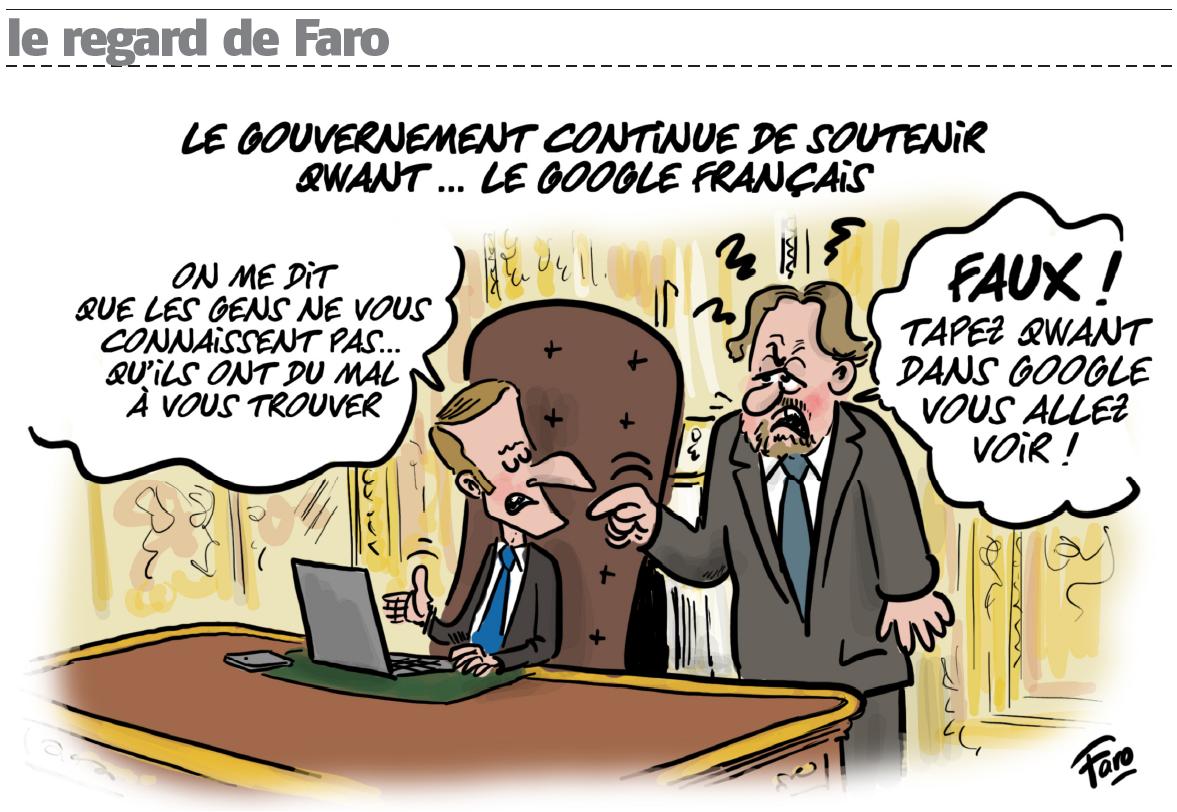 le regard de Faro
LE GOUVERNEMENT CONTINUE DE SOUTENIR
QWANT ... LE GOOGLE FRANÇAIS
ON ME DIT
QUE LES GENS NE VOUS
CONNAISSENT PAS...
QU'ILS ONT DU MAL
À VOUS TROUVER
FAUX !
TAPEZ QWANT
DANS GOOGLE
VOUS ALLEZ
VOIR !
Faro